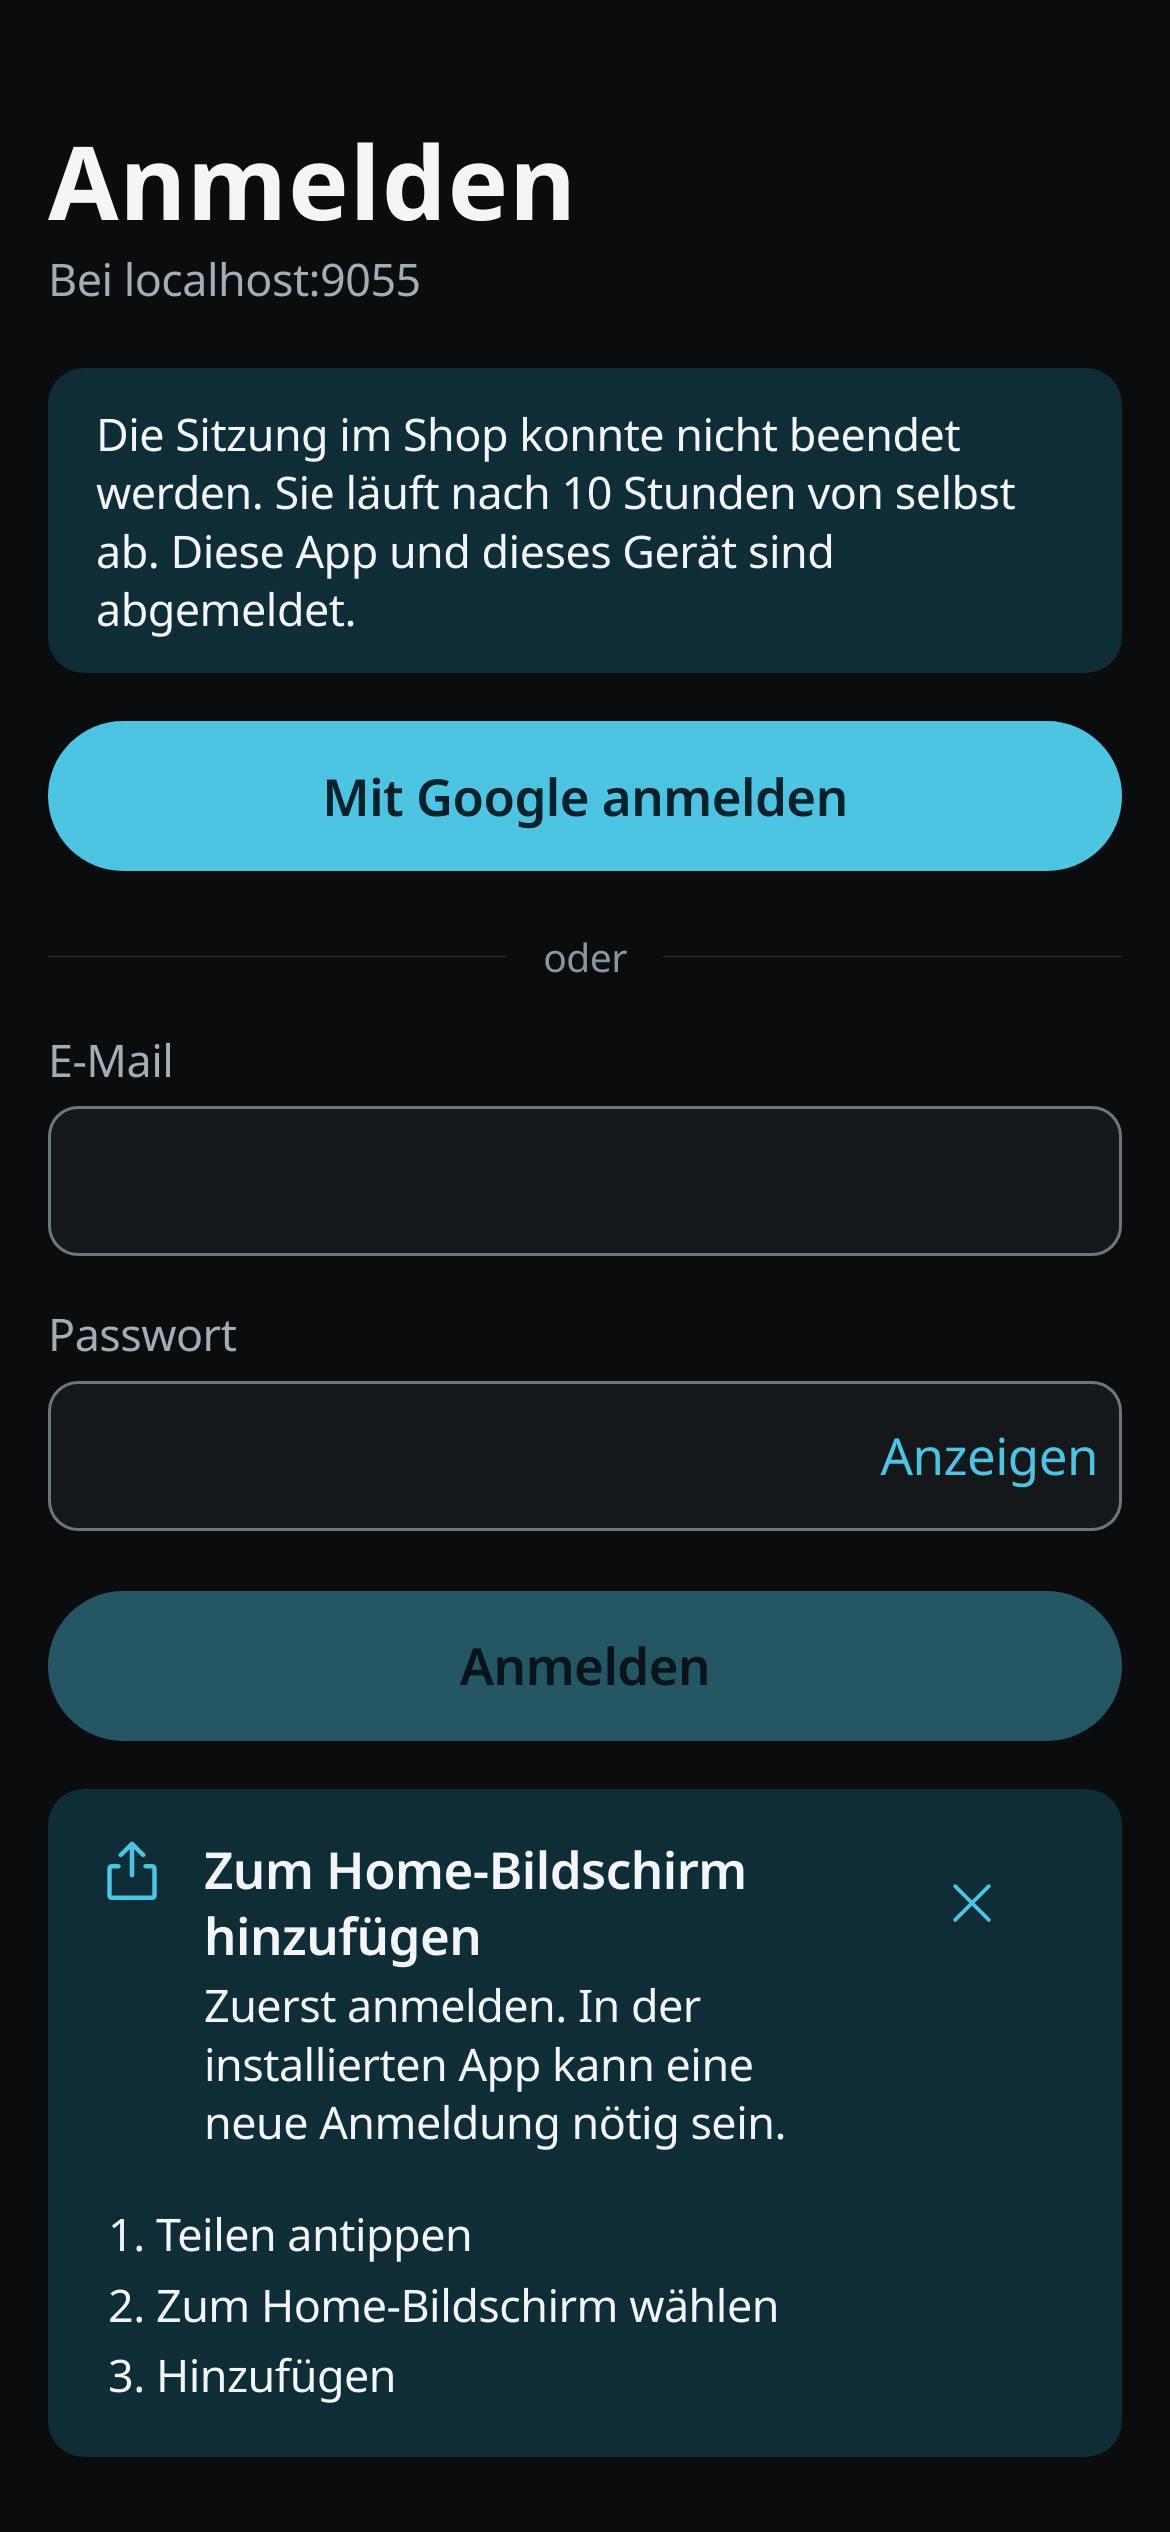 Anmelden
Bei localhost:9055
Die Sitzung im Shop konnte nicht beendet
werden. Sie läuft nach 10 Stunden von selbst
ab. Diese App und dieses Gerät sind
abgemeldet.
Mit Google anmelden
oder
E-Mail
Passwort
Anzeigen
Anmelden
Zum Home-Bildschirm
hinzufügen
Zuerst anmelden. In der
installierten App kann eine
neue Anmeldung nötig sein.
1. Teilen antippen
2. Zum Home-Bildschirm wählen
3. Hinzufügen